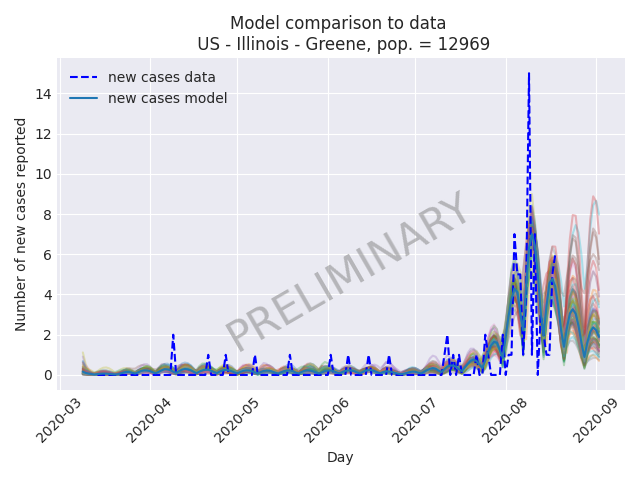 Model comparison to data
US - Illinois - Greene, pop. = 12969
new cases data
new cases model
Number of new cases reported
14
12
10
8
6
4
2
0
PRELIMINARY
2020-03
2020-04
2020-05
2020-06
2020-07
2020-08
2020-09
Day